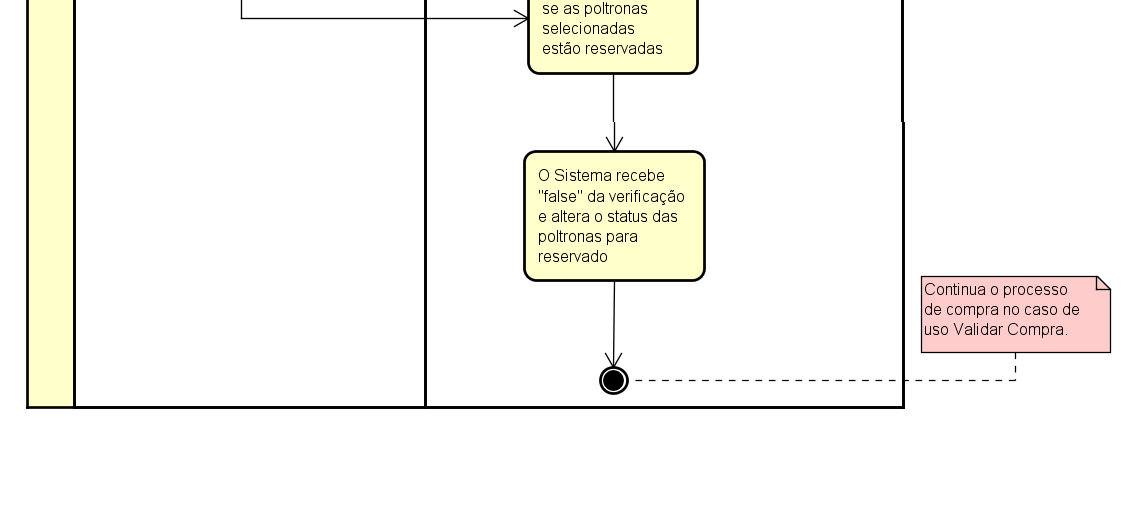 se as poltronas
selecionadas
estão reservadas
O Sistema recebe
"false" da verificação
e altera o status das
poltronas para
reservado
Continua o processo
de compra no caso de
uso Validar Compra.